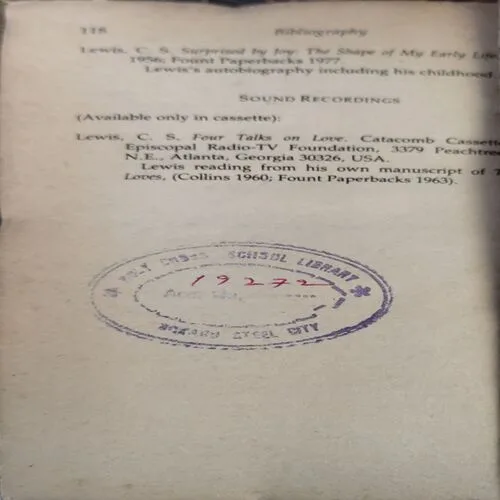 118 Bibliography
Lewis, C. S. Surprised by Joy: The Shape of My Early Life
1956; Fount Paperbacks 1977
Lewis's autobiography including his childhood
SOUND RECORDINGS
(Available only in cassette):
Lewis, C. S. Four Talks on Love. Catacomb Cassett
Episcopal Radio-TV Foundation, 3379 Peachtre
N.E., Atlanta, Georgia 30326, USA.
Lewis reading from his own manuscript of
Loves, (Collins 1960; Fount Paperbacks 1963).
HOLY CROSS SCHOOL LIBRARY
19272
BOKARO STEEL CITY